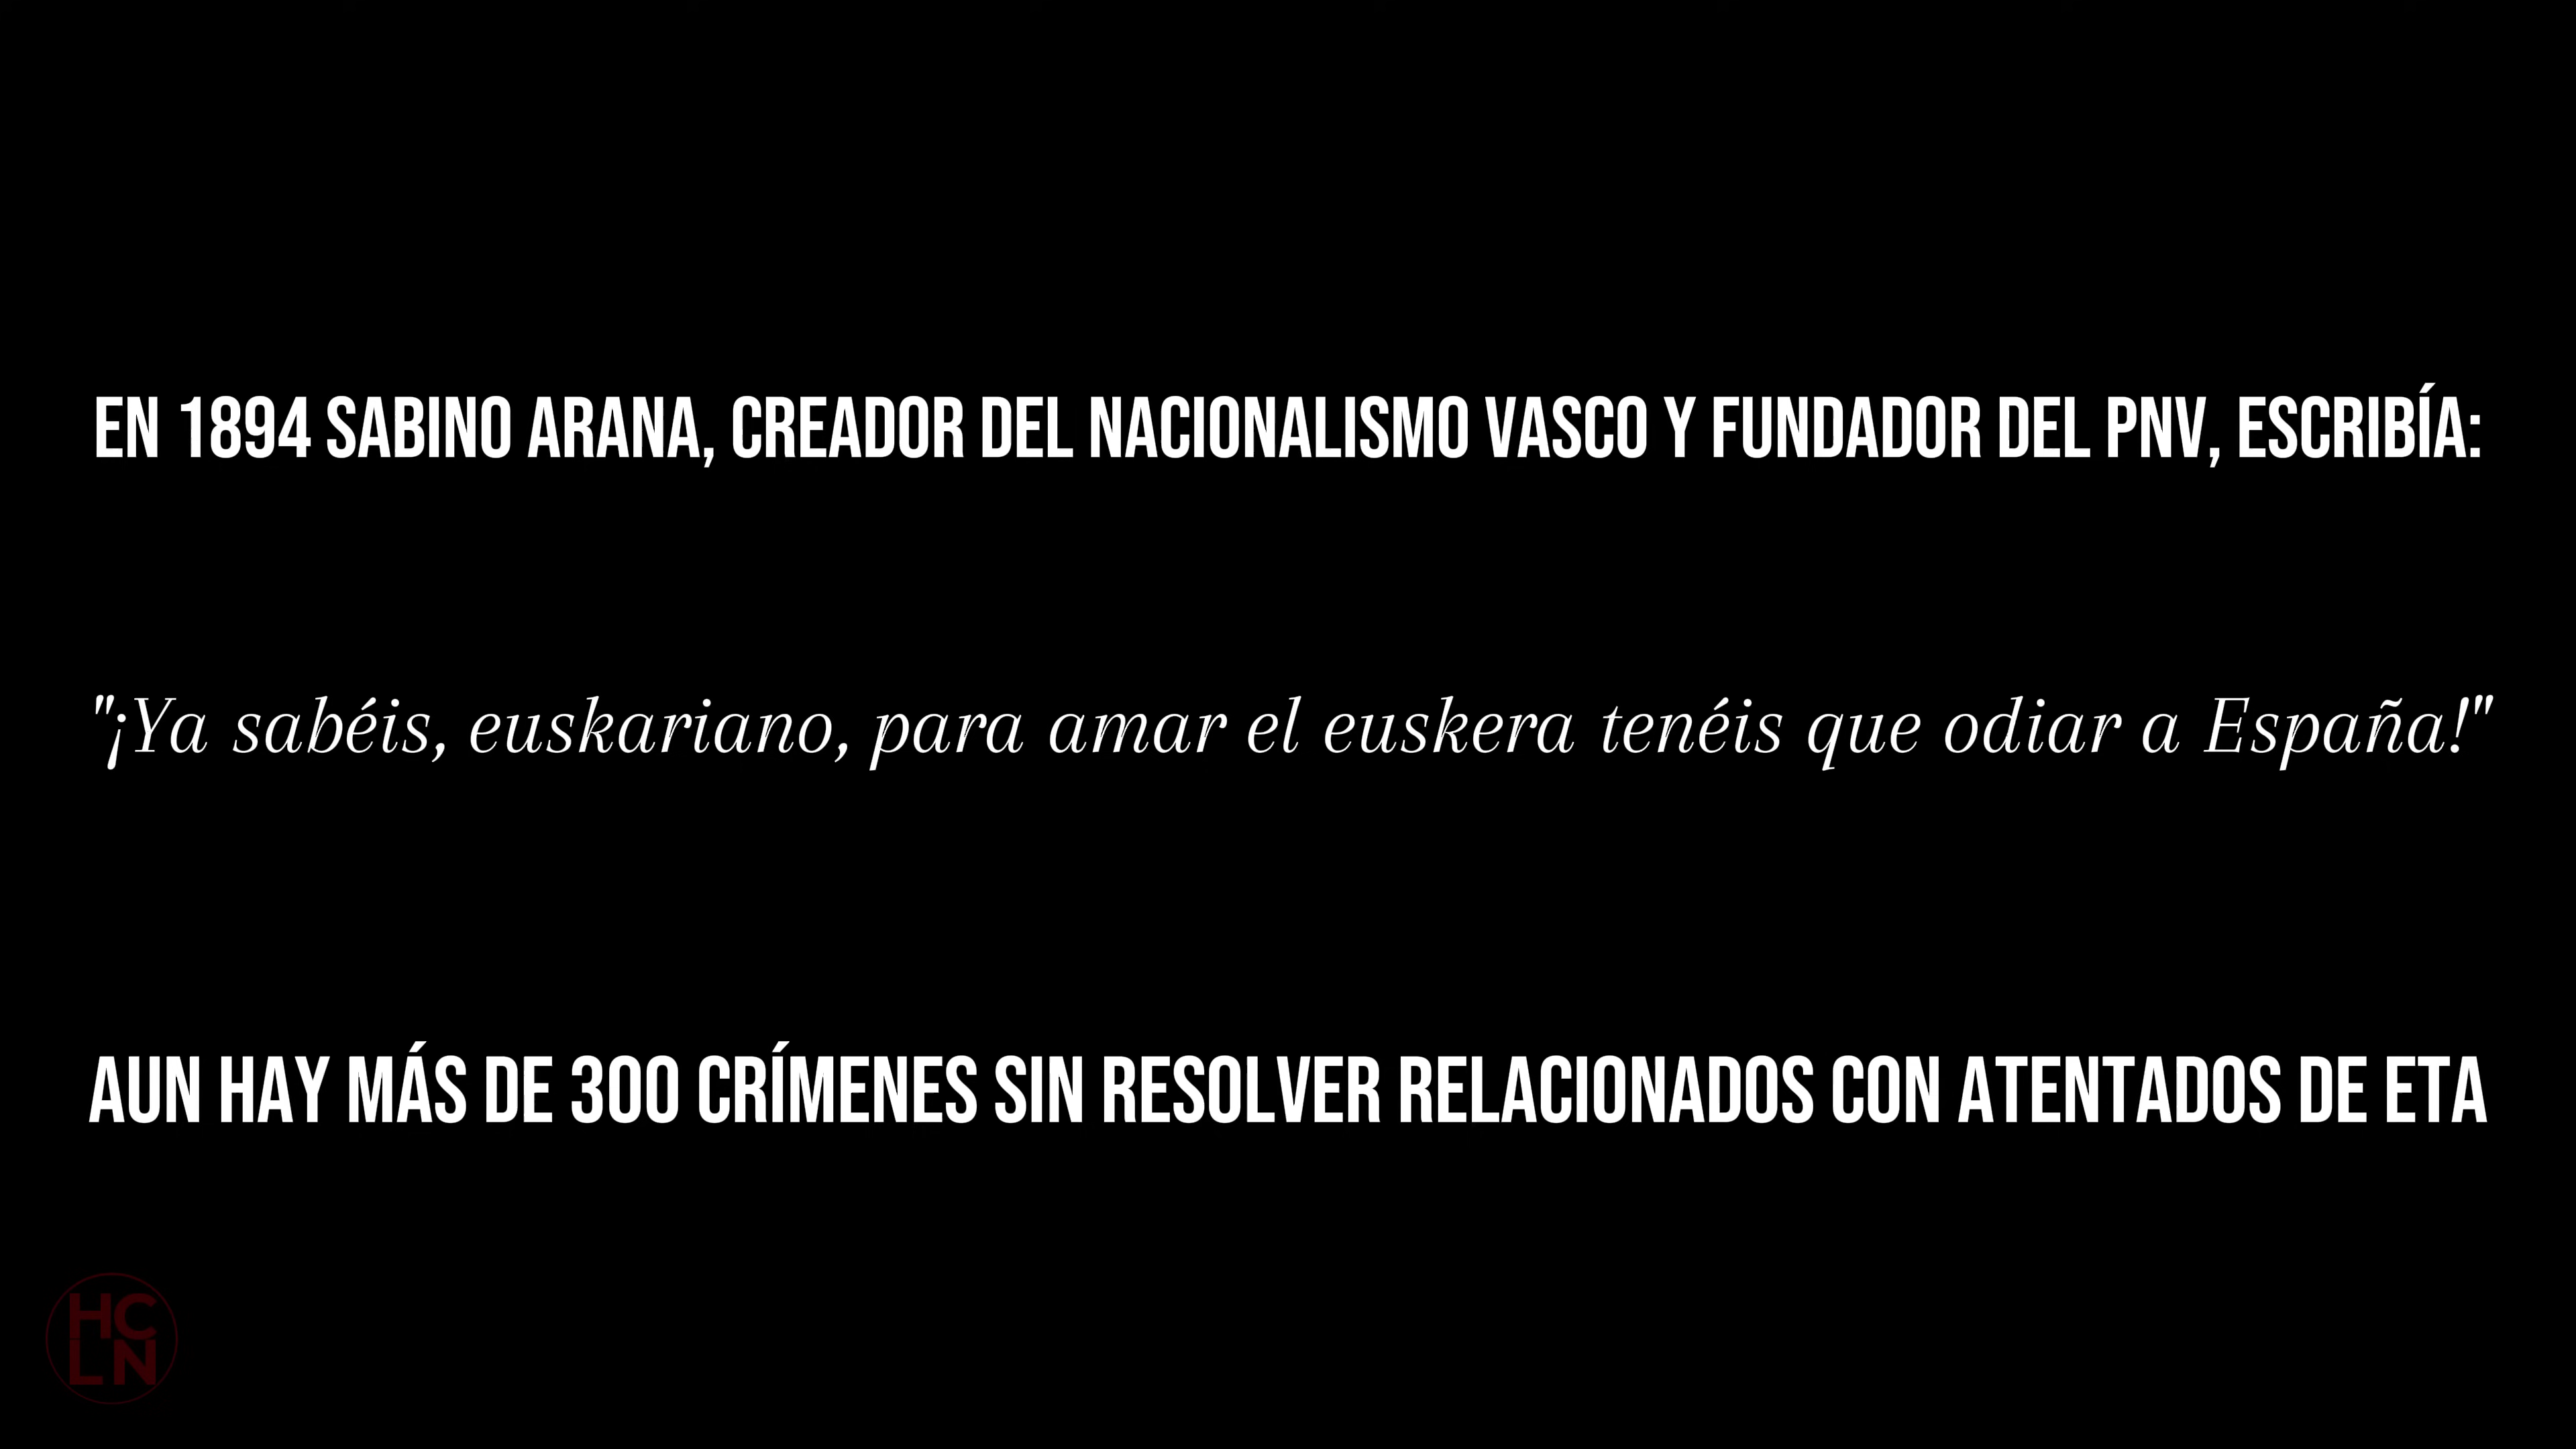 EN 1894 SABINO ARANA, CREADOR DEL NACIONALISMO VASCO Y FUNDADOR DEL PNV, ESCRIBÍA:
"¡Ya sabéis, euskariano, para amar el euskera tenéis que odiar a España!"
AUN HAY MÁS DE 300 CRÍMENES SIN RESOLVER RELACIONADOS CON ATENTADOS DE ETA
HC
LN